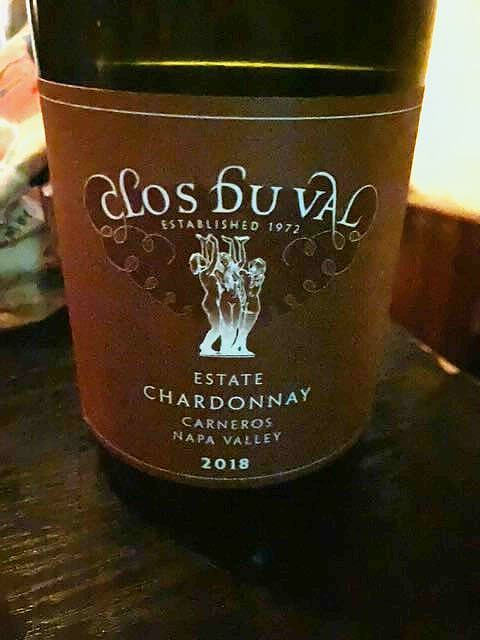 CLOS DU VAL
ESTABLISHED 1972
ESTATE
CHARDONNAY
CARNEROS
NAPA VALLEY
2018